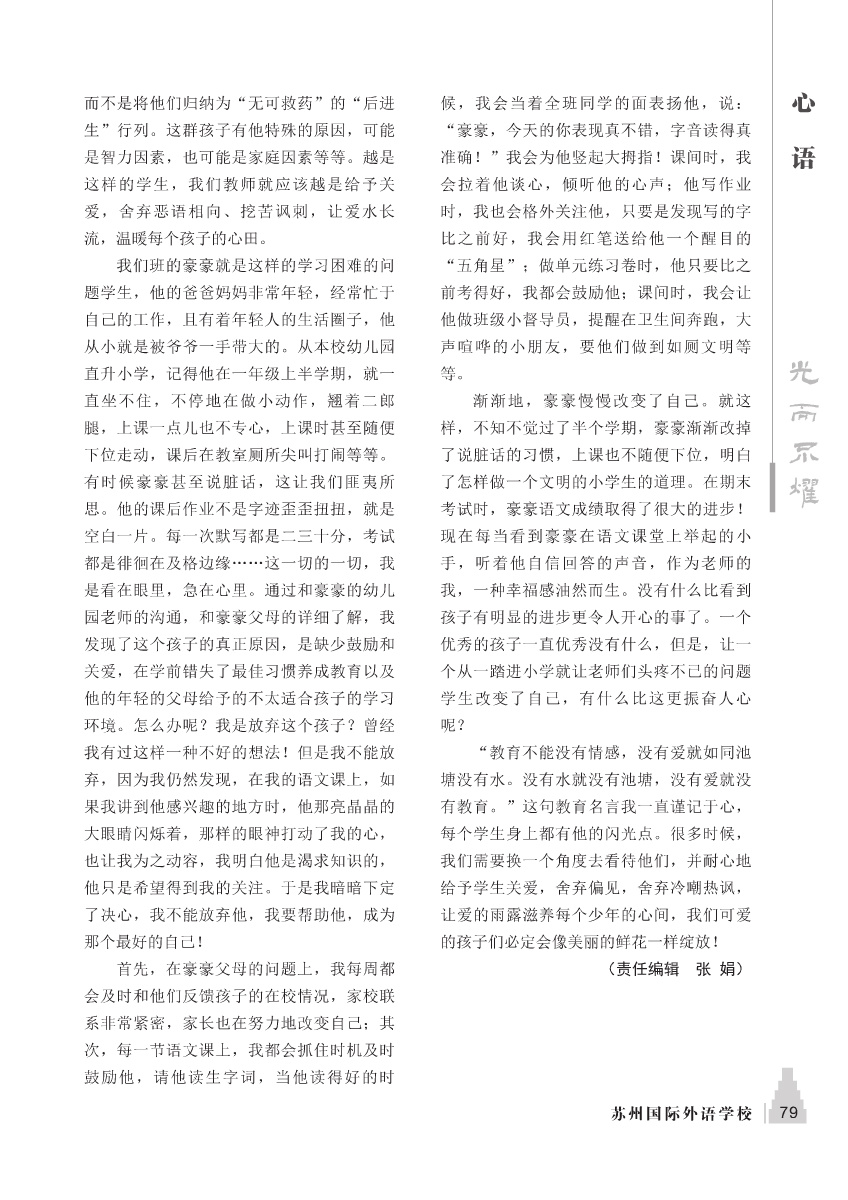 而不是将他们归纳为“无可救药”的“后进
生”行列。这群孩子有他特殊的原因，可能
是智力因素，也可能是家庭因素等等。越是
这样的学生，我们教师就应该越是给予关
爱，舍弃恶语相向、挖苦讽刺，让爱水长
流，温暖每个孩子的心田。
我们班的豪豪就是这样的学习困难的问
题学生，他的爸爸妈妈非常年轻，经常忙于
自己的工作，且有着年轻人的生活圈子，他
从小就是被爷爷一手带大的。从本校幼儿园
直升小学，记得他在一年级上半学期，就一
直坐不住，不停地在做小动作，翘着二郎
腿，上课一点儿也不专心，上课时甚至随便
下位走动，课后在教室厕所尖叫打闹等等。
有时候豪豪甚至说脏话，这让我们匪夷所
思。他的课后作业不是字迹歪歪扭扭，就是
空白一片。每一次默写都是二三十分，考试
都是徘徊在及格边缘……这一切的一切，我
是看在眼里，急在心里。通过和豪豪的幼儿
园老师的沟通，和豪豪父母的详细了解，我
发现了这个孩子的真正原因，是缺少鼓励和
关爱，在学前错失了最佳习惯养成教育以及
他的年轻的父母给予的不太适合孩子的学习
环境。怎么办呢？我是放弃这个孩子？曾经
我有过这样一种不好的想法！但是我不能放
弃，因为我仍然发现，在我的语文课上，如
果我讲到他感兴趣的地方时，他那亮晶晶的
大眼睛闪烁着，那样的眼神打动了我的心，
也让我为之动容，我明白他是渴求知识的，
他只是希望得到我的关注。于是我暗暗下定
了决心，我不能放弃他，我要帮助他，成为
那个最好的自己！
首先，在豪豪父母的问题上，我每周都
会及时和他们反馈孩子的在校情况，家校联
系非常紧密，家长也在努力地改变自己；其
次，每一节语文课上，我都会抓住时机及时
鼓励他，请他读生字词，当他读得好的时
候，我会当着全班同学的面表扬他，说：
“豪豪，今天的你表现真不错，字音读得真
准确！”我会为他竖起大拇指！课间时，我
会拉着他谈心，倾听他的心声；他写作业
时，我也会格外关注他，只要是发现写的字
比之前好，我会用红笔送给他一个醒目的
“五角星”；做单元练习卷时，他只要比之
前考得好，我都会鼓励他；课间时，我会让
他做班级小督导员，提醒在卫生间奔跑，大
声喧哗的小朋友，要他们做到如厕文明等
等。
渐渐地，豪豪慢慢改变了自己。就这
样，不知不觉过了半个学期，豪豪渐渐改掉
了说脏话的习惯，上课也不随便下位，明白
了怎样做一个文明的小学生的道理。在期末
考试时，豪豪语文成绩取得了很大的进步！
现在每当看到豪豪在语文课堂上举起的小
手，听着他自信回答的声音，作为老师的
我，一种幸福感油然而生。没有什么比看到
孩子有明显的进步更令人开心的事了。一个
优秀的孩子一直优秀没有什么，但是，让一
个从一踏进小学就让老师们头疼不已的问题
学生改变了自己，有什么比这更振奋人心
呢？
“教育不能没有情感，没有爱就如同池
塘没有水。没有水就没有池塘，没有爱就没
有教育。”这句教育名言我一直谨记于心，
每个学生身上都有他的闪光点。很多时候，
我们需要换一个角度去看待他们，并耐心地
给予学生关爱，舍弃偏见，舍弃冷嘲热讽，
让爱的雨露滋养每个少年的心间，我们可爱
的孩子们必定会像美丽的鲜花一样绽放！
（责任编辑 张 娟）
心语
光而不耀
苏州国际外语学校 79